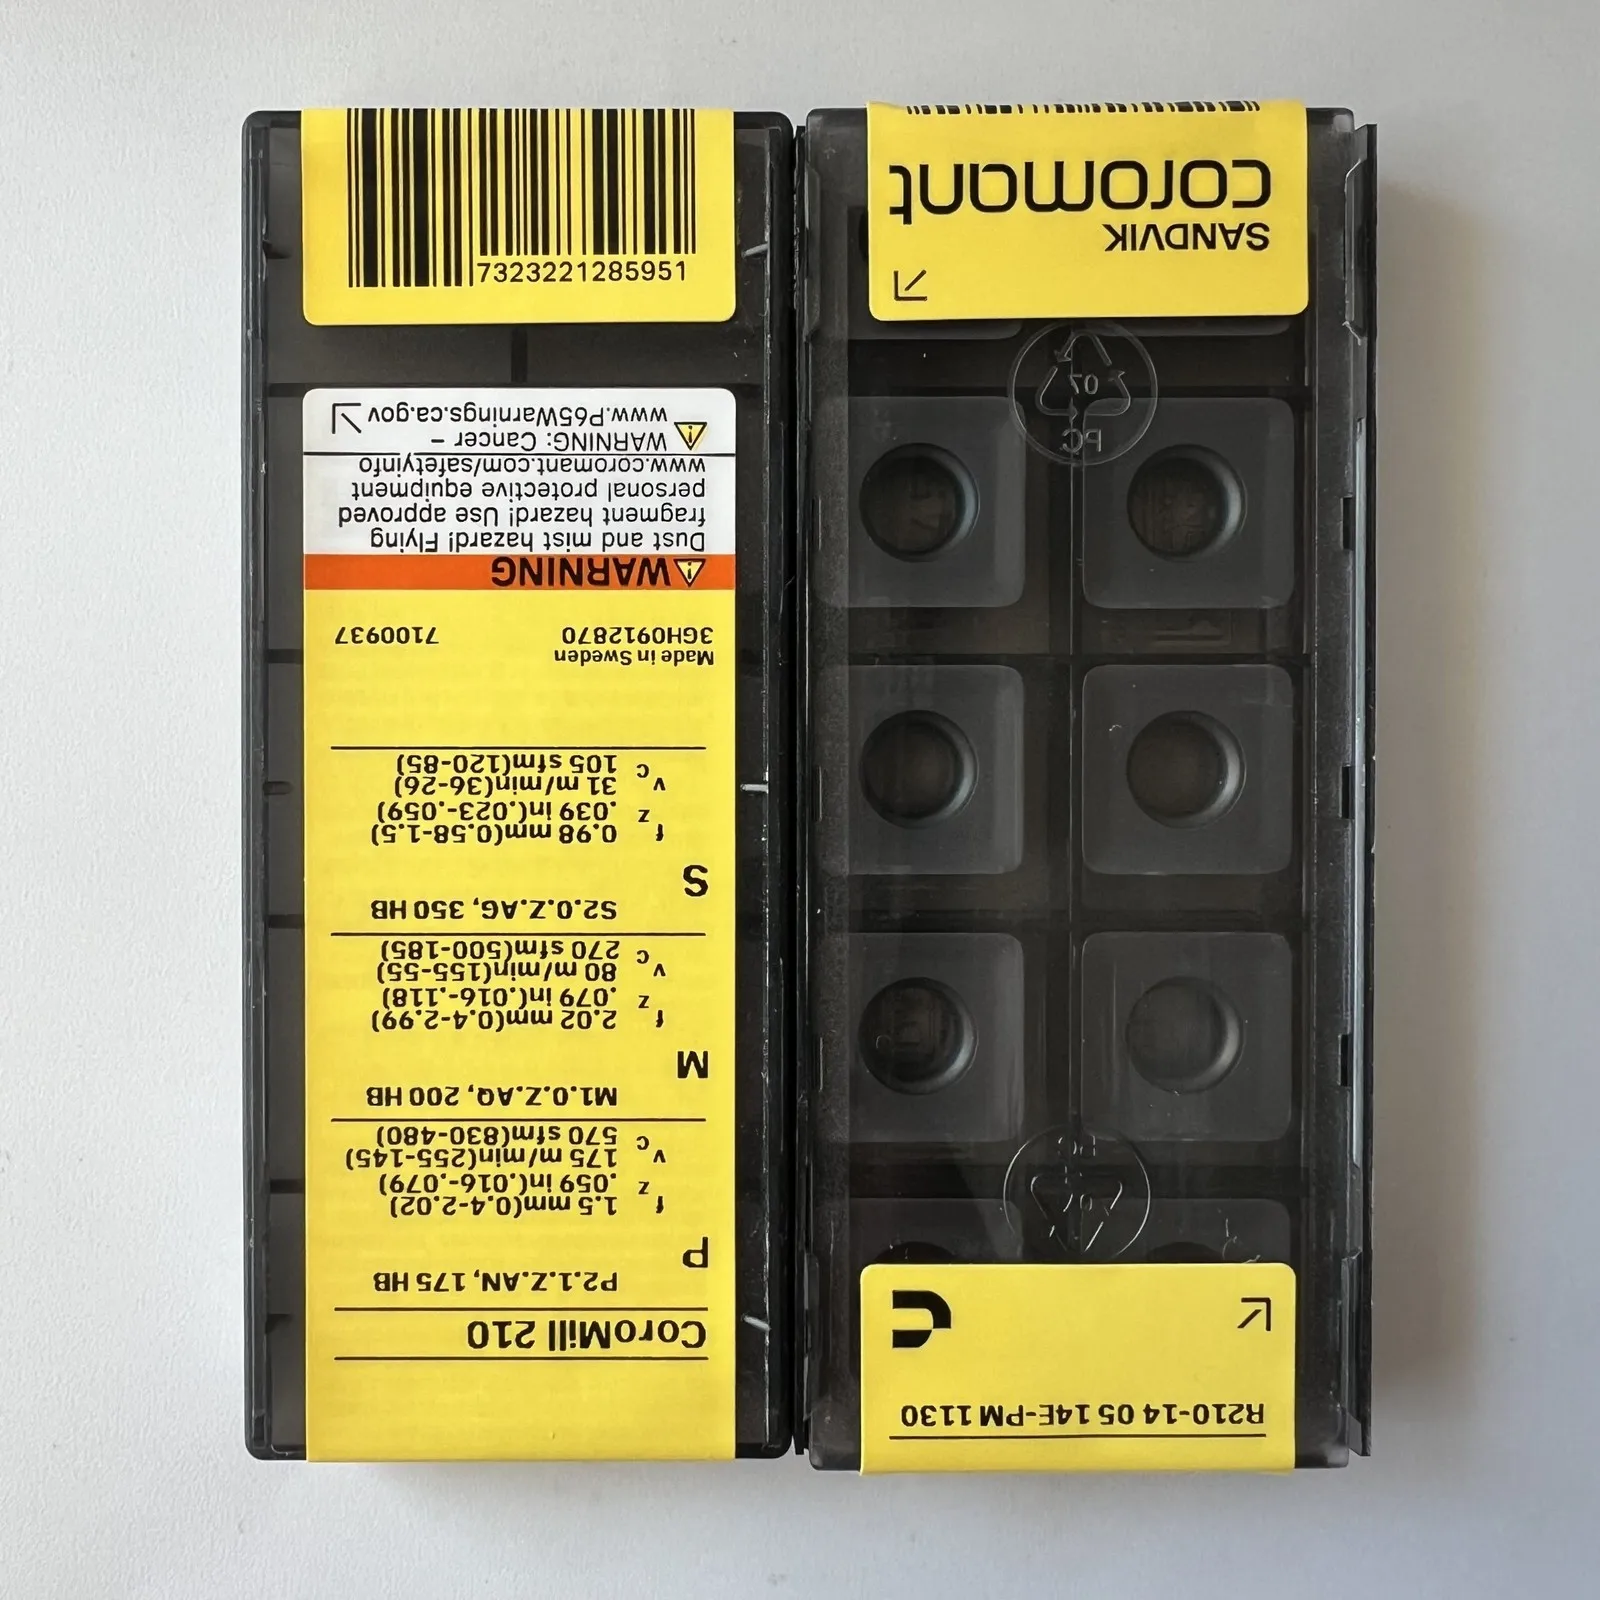 7323221285951
CoroMill 210
P2.1.Z.AN, 175 HB
P
f z 1.5 mm(0.4-2.02)
.059 in(.016-.079)
v c 175 m/min(255-145)
570 sfm(830-480)
M1.0.Z.AQ, 200 HB
M
f z 2.02 mm(0.4-2.99)
.079 in(.016-.118)
v c 80 m/min(155-55)
270 sfm(500-185)
S2.0.Z.AG, 350 HB
S
f z 0.98 mm(0.58-1.5)
.039 in(.023-.059)
v c 31 m/min(36-26)
105 sfm(120-85)
Made in Sweden
3GH0912870 7100937
WARNING
Dust and mist hazard! Flying
fragment hazard! Use approved
personal protective equipment
www.coromant.com/safetyinfo
WARNING: Cancer –
www.P65Warnings.ca.gov
R210-14 05 14E-PM 1130
PC
07
07
PC
SANDVIK
coromant